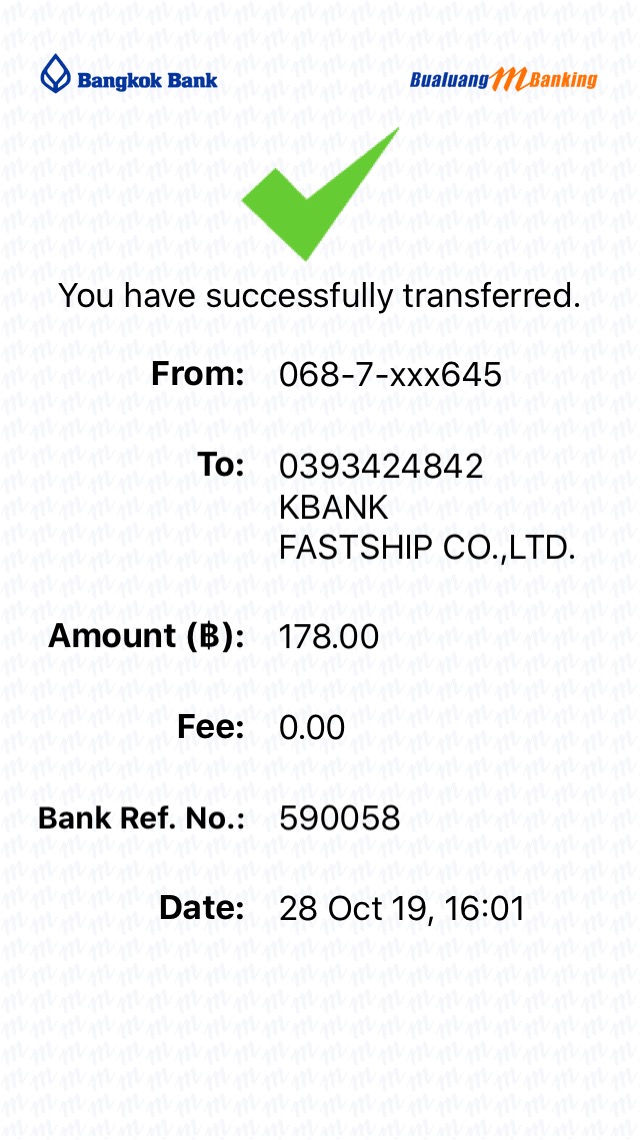 Bangkok Bank
Bualuang mBanking
You have successfully transferred.
From: 068-7-xxx645
To: 0393424842
KBANK
FASTSHIP CO.,LTD.
Amount (฿): 178.00
Fee: 0.00
Bank Ref. No.: 590058
Date: 28 Oct 19, 16:01